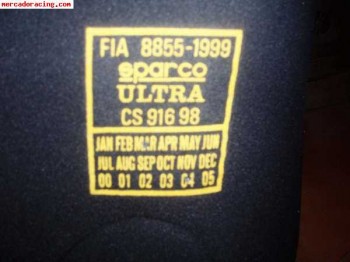 mercadoracing.com
FIA 8855-1999
sparco
ULTRA
CS 916 98
JAN FEB MAR APR MAY JUN
JUL AUG SEP OCT NOV DEC
00 01 02 03 04 05